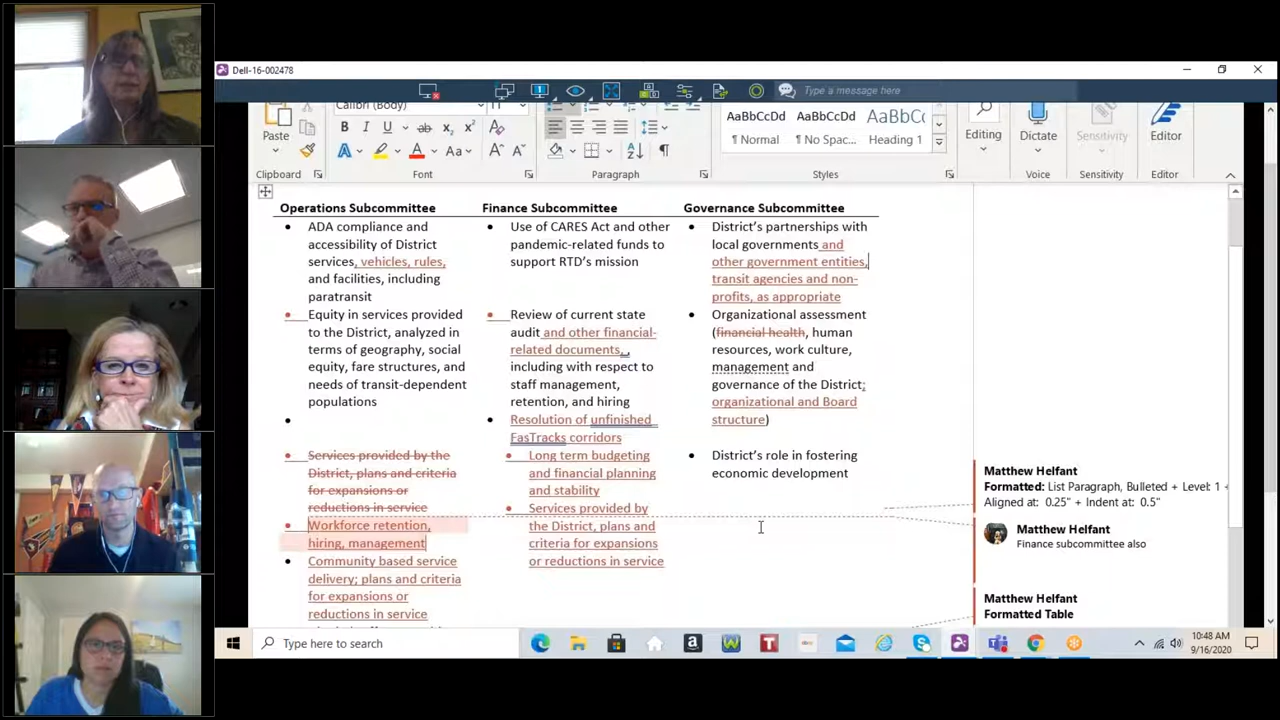 Dell-16-002478
Type a message here
Calibri (Body)
Paste
B I U ab x₂ x²
A Aa A A
AaBbCcDd AaBbCcDd AaBbCc
¶ Normal ¶ No Spac... Heading 1
Editing
Dictate
Sensitivity
Editor
Clipboard
Font
Paragraph
Styles
Voice
Sensitivity
Editor
Operations Subcommittee
• ADA compliance and
accessibility of District
services, vehicles, rules,
and facilities, including
paratransit
• Equity in services provided
to the District, analyzed in
terms of geography, social
equity, fare structures, and
needs of transit-dependent
populations
•
• Services provided by the
District, plans and criteria
for expansions or
reductions in service
• Workforce retention,
hiring, management
• Community based service
delivery; plans and criteria
for expansions or
reductions in service
Finance Subcommittee
• Use of CARES Act and other
pandemic-related funds to
support RTD's mission
• Review of current state
audit and other financial-
related documents, ,
including with respect to
staff management,
retention, and hiring
• Resolution of unfinished
FasTracks corridors
• Long term budgeting
and financial planning
and stability
• Services provided by
the District, plans and
criteria for expansions
or reductions in service
Governance Subcommittee
• District's partnerships with
local governments and
other government entities,
transit agencies and non-
profits, as appropriate
• Organizational assessment
(financial health, human
resources, work culture,
management and
governance of the District;
organizational and Board
structure)
• District's role in fostering
economic development
Matthew Helfant
Formatted: List Paragraph, Bulleted + Level: 1 +
Aligned at: 0.25" + Indent at: 0.5"
Matthew Helfant
Finance subcommittee also
Matthew Helfant
Formatted Table
Type here to search
10:48 AM
9/16/2020